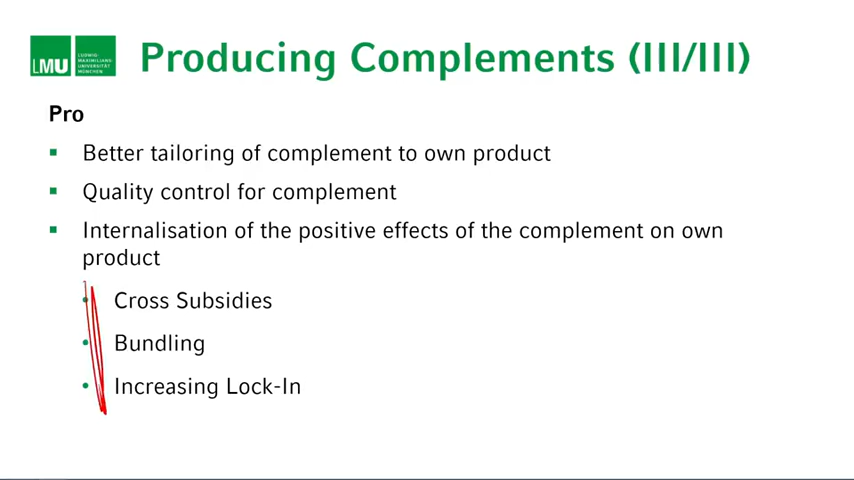 LMU
LUDWIG-
MAXIMILIANS-
UNIVERSITÄT
MÜNCHEN
Producing Complements (III/III)
Pro
Better tailoring of complement to own product
Quality control for complement
Internalisation of the positive effects of the complement on own
product
Cross Subsidies
Bundling
Increasing Lock-In